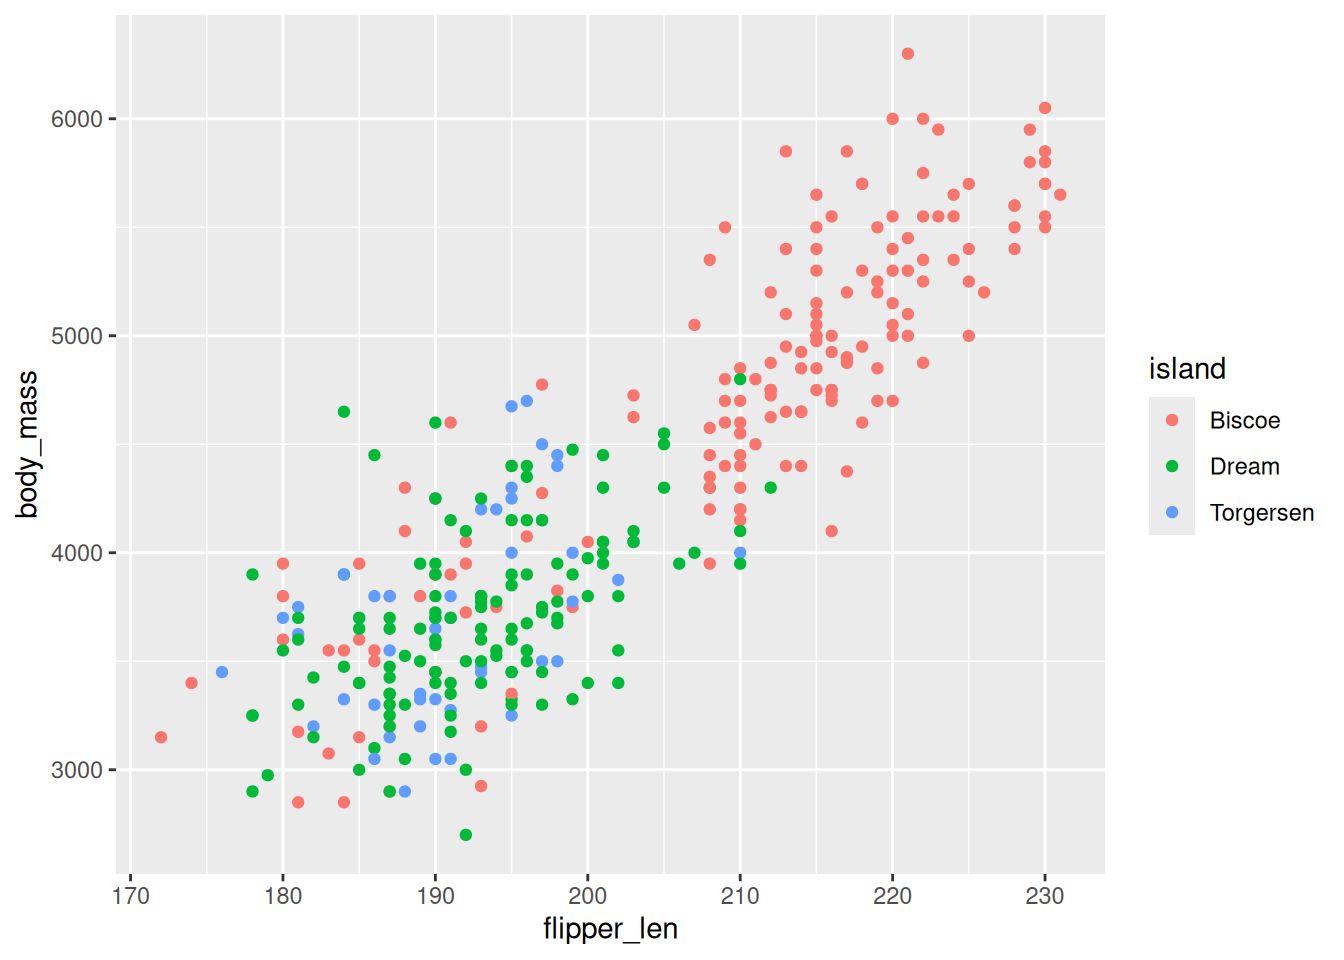 6000
5000
4000
3000
body_mass
170 180 190 200 210 220 230
flipper_len
island
Biscoe
Dream
Torgersen